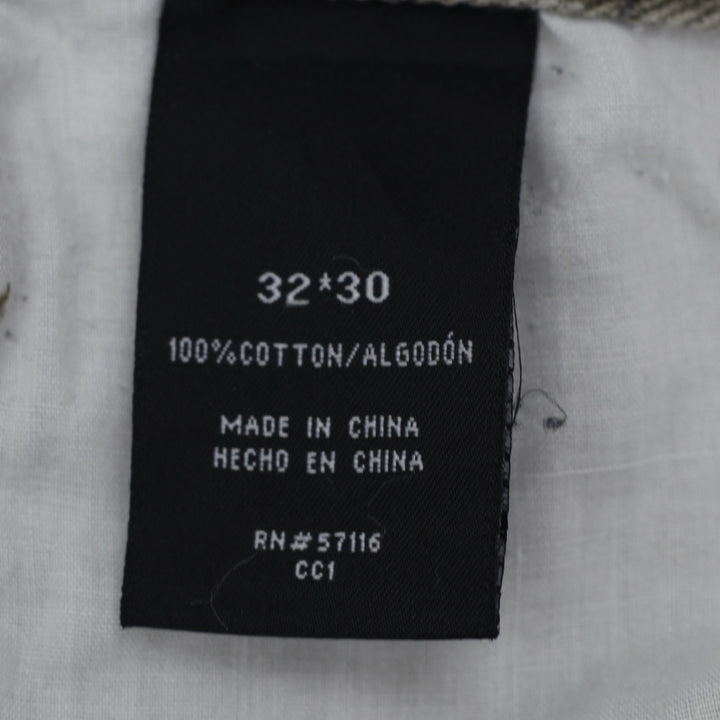 32*30
100%COTTON/ALGODÓN
MADE IN CHINA
HECHO EN CHINA
RN#57116
CC1